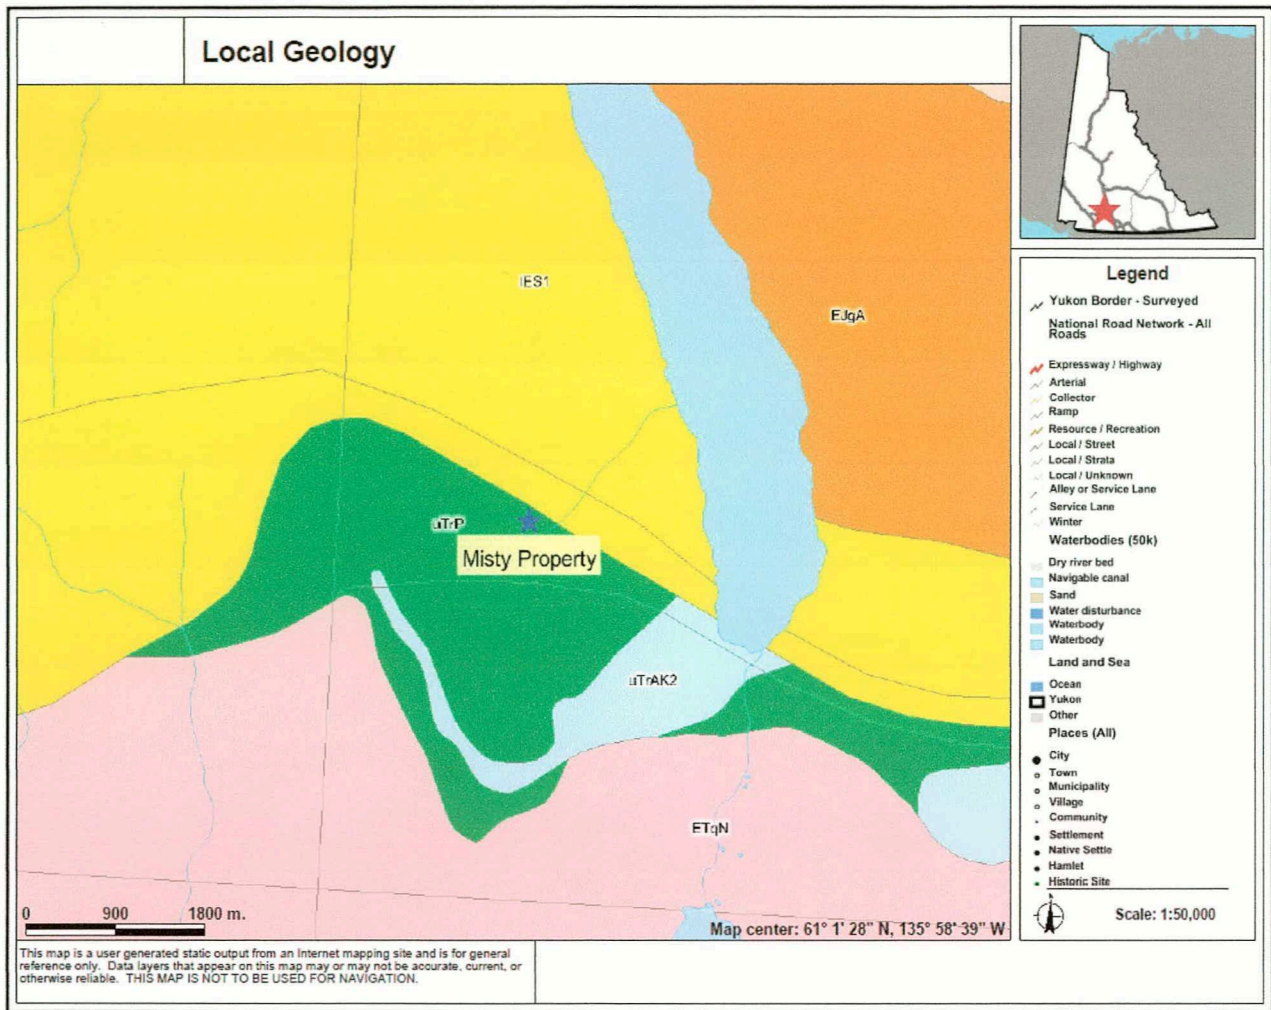 Local Geology
lES1
EJqA
uTrP
Misty Property
uTrAK2
ETqN
0 900 1800 m.
Map center: 61° 1' 28" N, 135° 58' 39" W
This map is a user generated static output from an Internet mapping site and is for general
reference only. Data layers that appear on this map may or may not be accurate, current, or
otherwise reliable. THIS MAP IS NOT TO BE USED FOR NAVIGATION.
Legend
Yukon Border - Surveyed
National Road Network - All
Roads
Expressway / Highway
Arterial
Collector
Ramp
Resource / Recreation
Local / Street
Local / Strata
Local / Unknown
Alley or Service Lane
Service Lane
Winter
Waterbodies (50k)
Dry river bed
Navigable canal
Sand
Water disturbance
Waterbody
Waterbody
Land and Sea
Ocean
Yukon
Other
Places (All)
City
Town
Municipality
Village
Community
Settlement
Native Settle
Hamlet
Historic Site
Scale: 1:50,000